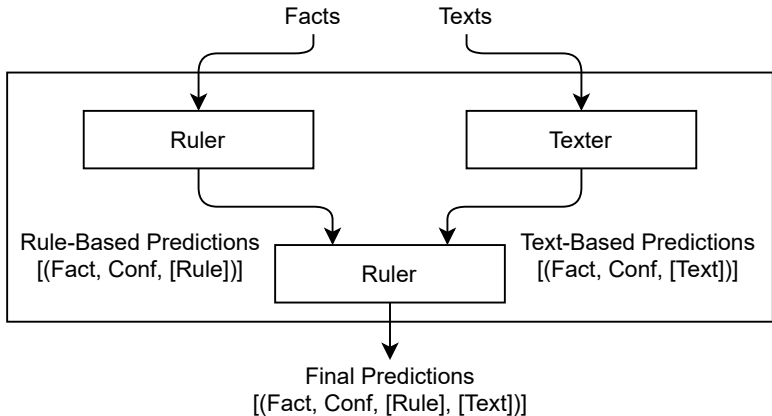 Facts
Texts
Ruler
Texter
Rule-Based Predictions
[(Fact, Conf, [Rule])]
Text-Based Predictions
[(Fact, Conf, [Text])]
Ruler
Final Predictions
[(Fact, Conf, [Rule], [Text])]